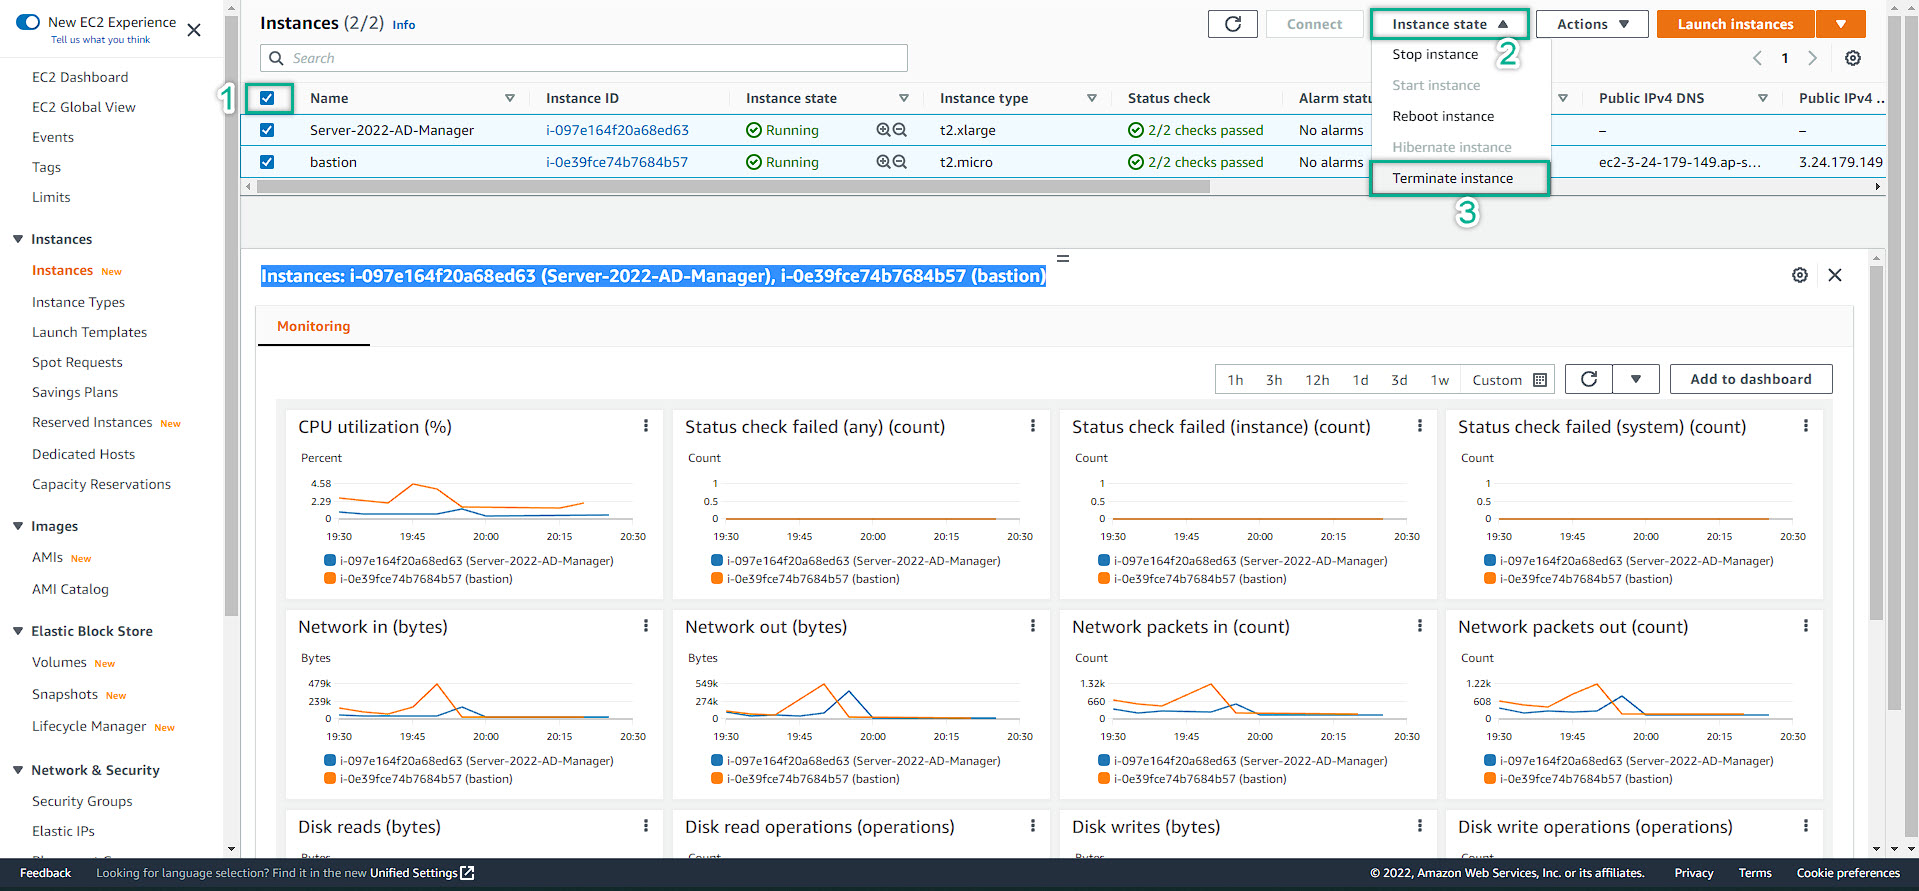 New EC2 Experience
Tell us what you think
EC2 Dashboard
EC2 Global View
Events
Tags
Limits
Instances
Instances New
Instance Types
Launch Templates
Spot Requests
Savings Plans
Reserved Instances New
Dedicated Hosts
Capacity Reservations
Images
AMIs New
AMI Catalog
Elastic Block Store
Volumes New
Snapshots New
Lifecycle Manager New
Network & Security
Security Groups
Elastic IPs
Instances (2/2) Info
Connect
Instance state
Actions
Launch instances
Search
1
Stop instance
2
Start instance
Reboot instance
Hibernate instance
Terminate instance
3
1
Name Instance ID Instance state Instance type Status check Alarm statu Public IPv4 DNS Public IPv4 ..
Server-2022-AD-Manager i-097e164f20a68ed63 Running t2.xlarge 2/2 checks passed No alarms – –
bastion i-0e39fce74b7684b57 Running t2.micro 2/2 checks passed No alarms ec2-3-24-179-149.ap-s... 3.24.179.149
Instances: i-097e164f20a68ed63 (Server-2022-AD-Manager), i-0e39fce74b7684b57 (bastion)
Monitoring
1h 3h 12h 1d 3d 1w Custom
Add to dashboard
CPU utilization (%)
Percent
4.58
2.29
0
19:30 19:45 20:00 20:15 20:30
i-097e164f20a68ed63 (Server-2022-AD-Manager)
i-0e39fce74b7684b57 (bastion)
Status check failed (any) (count)
Count
1
0.5
0
19:30 19:45 20:00 20:15 20:30
i-097e164f20a68ed63 (Server-2022-AD-Manager)
i-0e39fce74b7684b57 (bastion)
Status check failed (instance) (count)
Count
1
0.5
0
19:30 19:45 20:00 20:15 20:30
i-097e164f20a68ed63 (Server-2022-AD-Manager)
i-0e39fce74b7684b57 (bastion)
Status check failed (system) (count)
Count
1
0.5
0
19:30 19:45 20:00 20:15 20:30
i-097e164f20a68ed63 (Server-2022-AD-Manager)
i-0e39fce74b7684b57 (bastion)
Network in (bytes)
Bytes
479k
239k
0
19:30 19:45 20:00 20:15 20:30
i-097e164f20a68ed63 (Server-2022-AD-Manager)
i-0e39fce74b7684b57 (bastion)
Network out (bytes)
Bytes
549k
274k
0
19:30 19:45 20:00 20:15 20:30
i-097e164f20a68ed63 (Server-2022-AD-Manager)
i-0e39fce74b7684b57 (bastion)
Network packets in (count)
Count
1.32k
660
0
19:30 19:45 20:00 20:15 20:30
i-097e164f20a68ed63 (Server-2022-AD-Manager)
i-0e39fce74b7684b57 (bastion)
Network packets out (count)
Count
1.22k
608
0
19:30 19:45 20:00 20:15 20:30
i-097e164f20a68ed63 (Server-2022-AD-Manager)
i-0e39fce74b7684b57 (bastion)
Disk reads (bytes)
Disk read operations (operations)
Disk writes (bytes)
Disk write operations (operations)
Feedback Looking for language selection? Find it in the new Unified Settings © 2022, Amazon Web Services, Inc. or its affiliates. Privacy Terms Cookie preferences